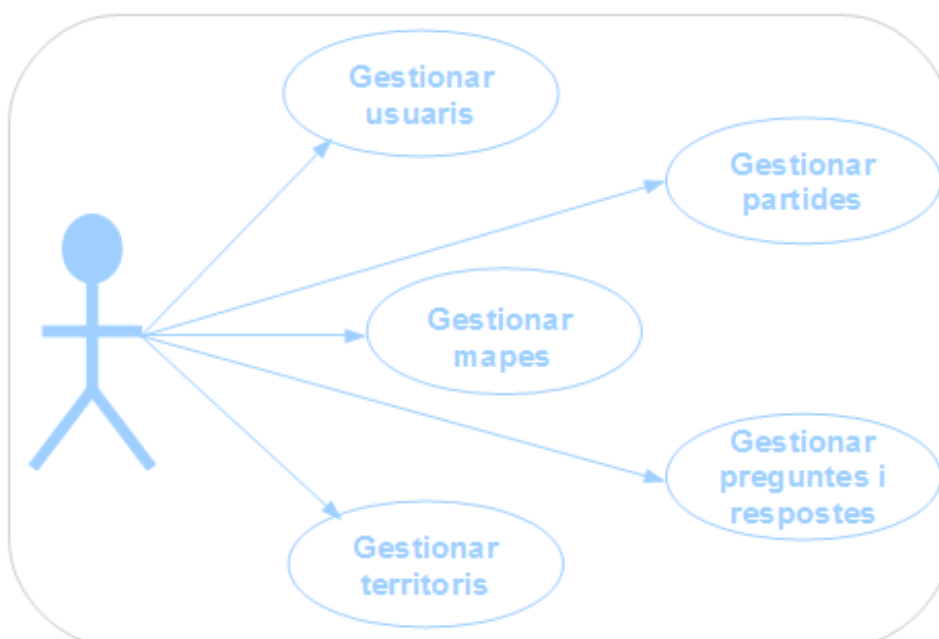 Gestionar
usuaris
Gestionar
partides
Gestionar
mapes
Gestionar
preguntes i
respostes
Gestionar
territoris